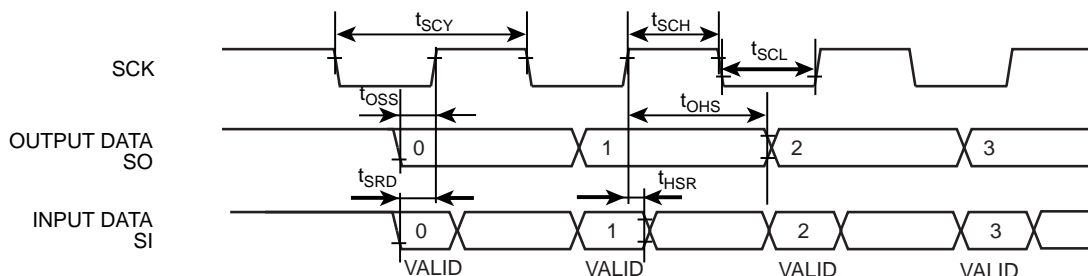 tSCY
tSCH
SCK
tSCL
tOSS
tOHS
OUTPUT DATA
SO
0
1
2
3
tSRD
tHSR
INPUT DATA
SI
0
1
2
3
VALID
VALID
VALID
VALID